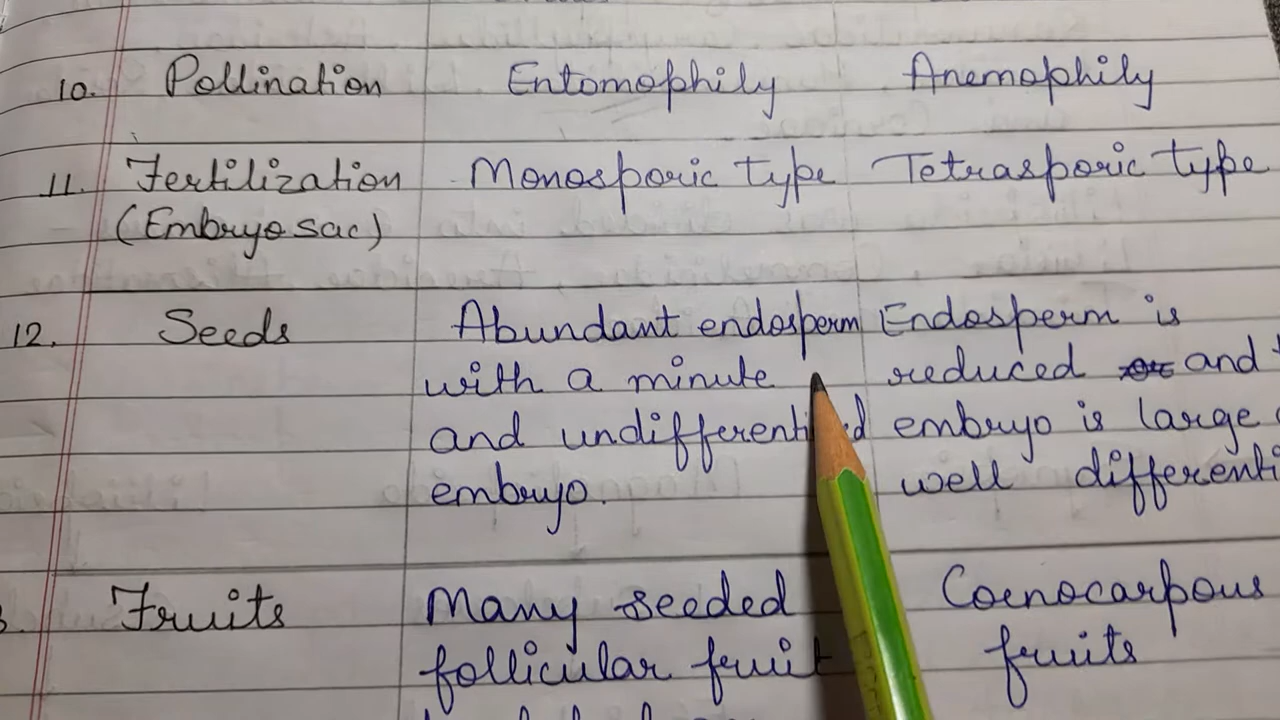 10. Pollination Entomophily Anemophily
11. Fertilization Monosporic type Tetrasporic type
(Embryo sac)
12. Seeds Abundant endosperm Endosperm is
with a minute reduced and
and undifferenti d embryo is large
embryo. well differenti
Fruits Many seeded Coenocarpous
follicular fruit fruits